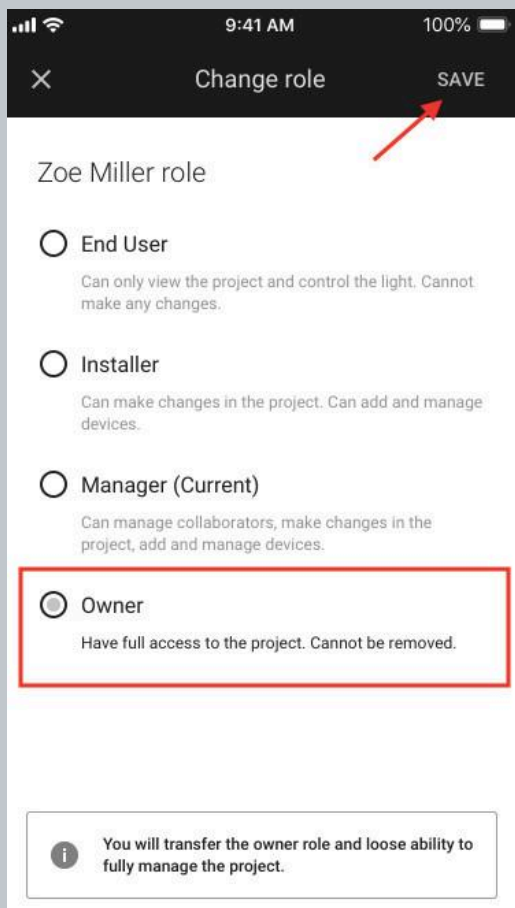 9:41 AM 100%
Change role SAVE
Zoe Miller role
End User
Can only view the project and control the light. Cannot
make any changes.
Installer
Can make changes in the project. Can add and manage
devices.
Manager (Current)
Can manage collaborators, make changes in the
project, add and manage devices.
Owner
Have full access to the project. Cannot be removed.
You will transfer the owner role and loose ability to
fully manage the project.